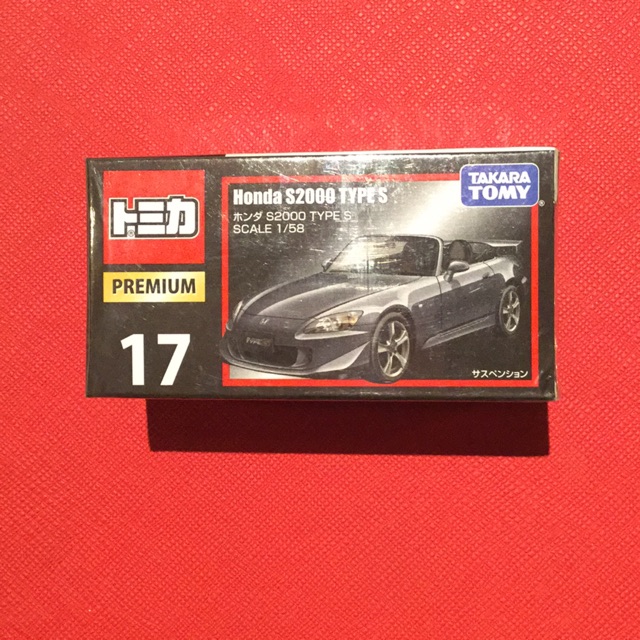 トミカ
PREMIUM
17
Honda S2000 TYPE S
ホンダ S2000 TYPE S
SCALE 1/58
TAKARA
TOMY
サスペンション